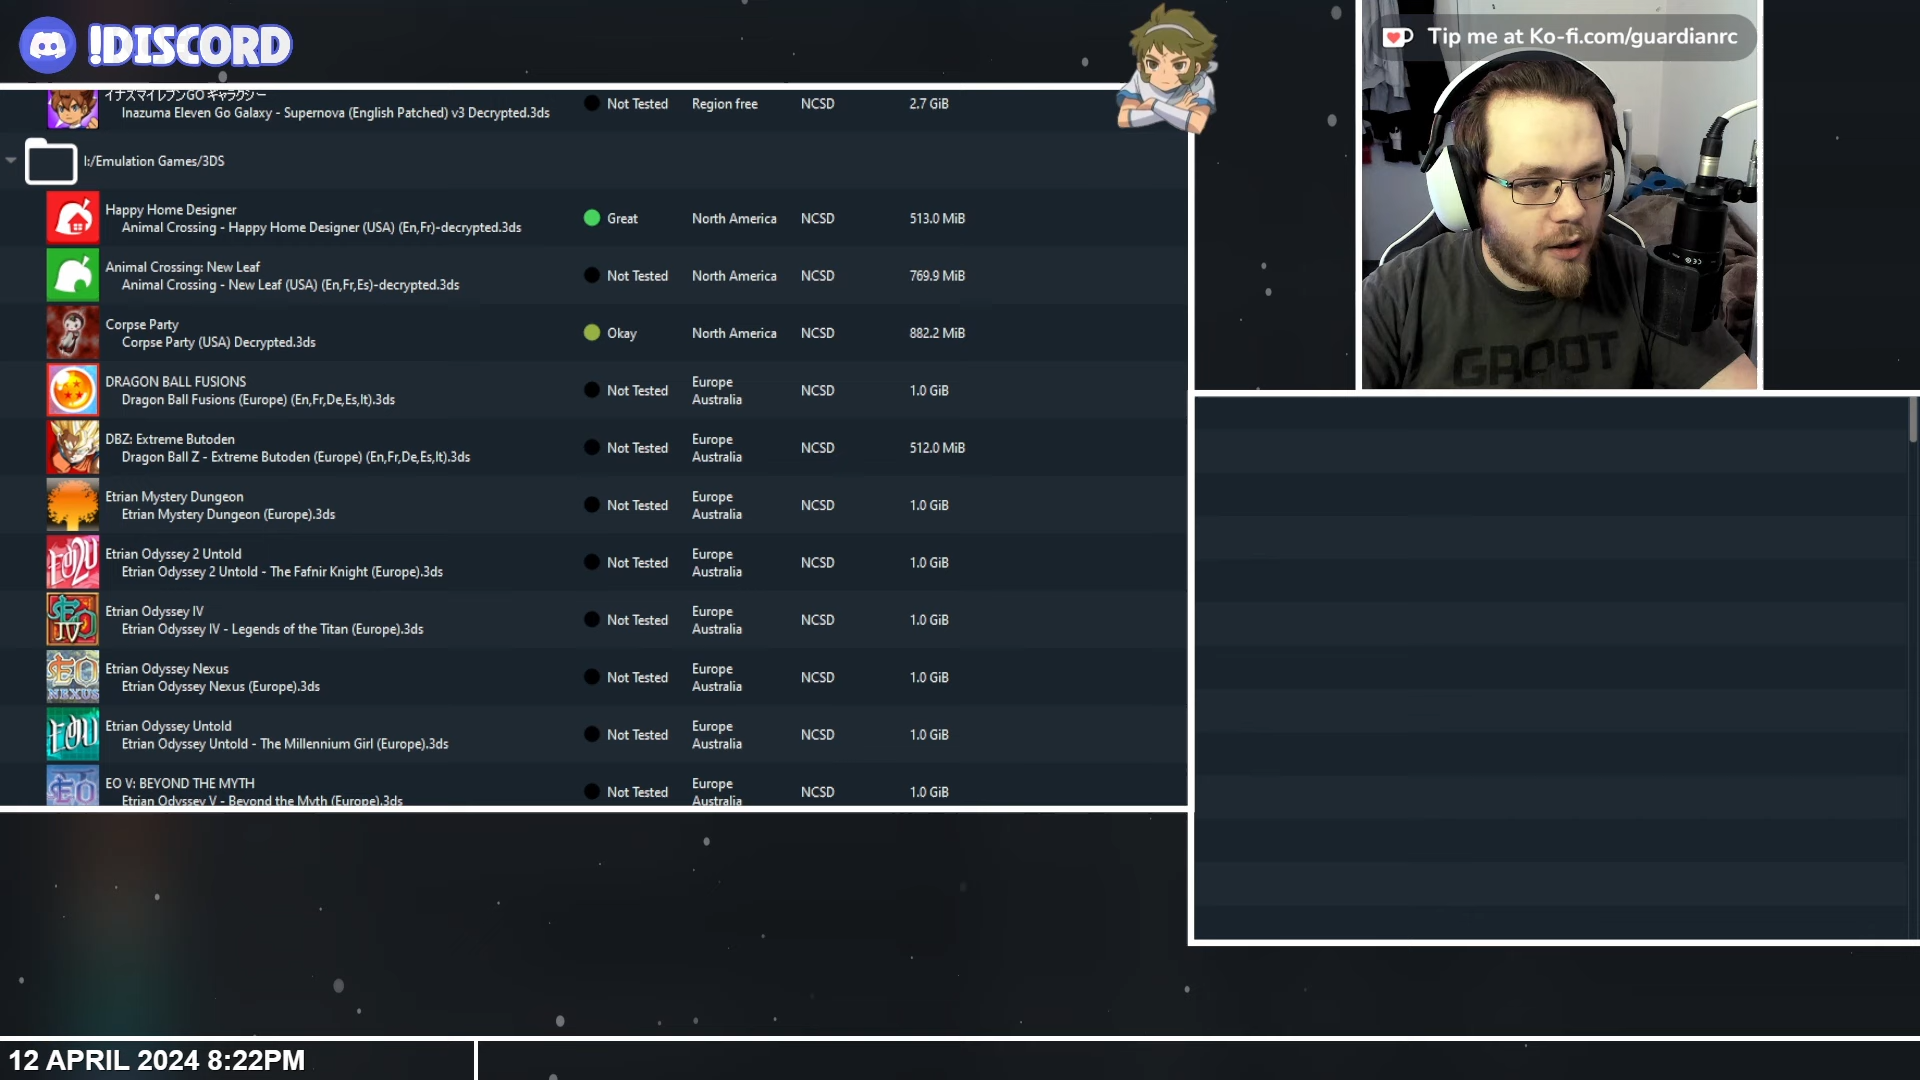 !DISCORD
Tip me at Ko-fi.com/guardianrc
イナズマイレブンGO ギャラクシー
Inazuma Eleven Go Galaxy - Supernova (English Patched) v3 Decrypted.3ds
Not Tested Region free NCSD 2.7 GiB
I:/Emulation Games/3DS
Happy Home Designer
Animal Crossing - Happy Home Designer (USA) (En,Fr)-decrypted.3ds
Great North America NCSD 513.0 MiB
Animal Crossing: New Leaf
Animal Crossing - New Leaf (USA) (En,Fr,Es)-decrypted.3ds
Not Tested North America NCSD 769.9 MiB
Corpse Party
Corpse Party (USA) Decrypted.3ds
Okay North America NCSD 882.2 MiB
DRAGON BALL FUSIONS
Dragon Ball Fusions (Europe) (En,Fr,De,Es,It).3ds
Not Tested Europe Australia NCSD 1.0 GiB
DBZ: Extreme Butoden
Dragon Ball Z - Extreme Butoden (Europe) (En,Fr,De,Es,It).3ds
Not Tested Europe Australia NCSD 512.0 MiB
Etrian Mystery Dungeon
Etrian Mystery Dungeon (Europe).3ds
Not Tested Europe Australia NCSD 1.0 GiB
EO2U
Etrian Odyssey 2 Untold
Etrian Odyssey 2 Untold - The Fafnir Knight (Europe).3ds
Not Tested Europe Australia NCSD 1.0 GiB
EO IV
Etrian Odyssey IV
Etrian Odyssey IV - Legends of the Titan (Europe).3ds
Not Tested Europe Australia NCSD 1.0 GiB
EO NEXUS
Etrian Odyssey Nexus
Etrian Odyssey Nexus (Europe).3ds
Not Tested Europe Australia NCSD 1.0 GiB
EOU
Etrian Odyssey Untold
Etrian Odyssey Untold - The Millennium Girl (Europe).3ds
Not Tested Europe Australia NCSD 1.0 GiB
EO
EO V: BEYOND THE MYTH
Etrian Odyssey V - Beyond the Myth (Europe).3ds
Not Tested Europe Australia NCSD 1.0 GiB
GROOT
12 APRIL 2024 8:22PM